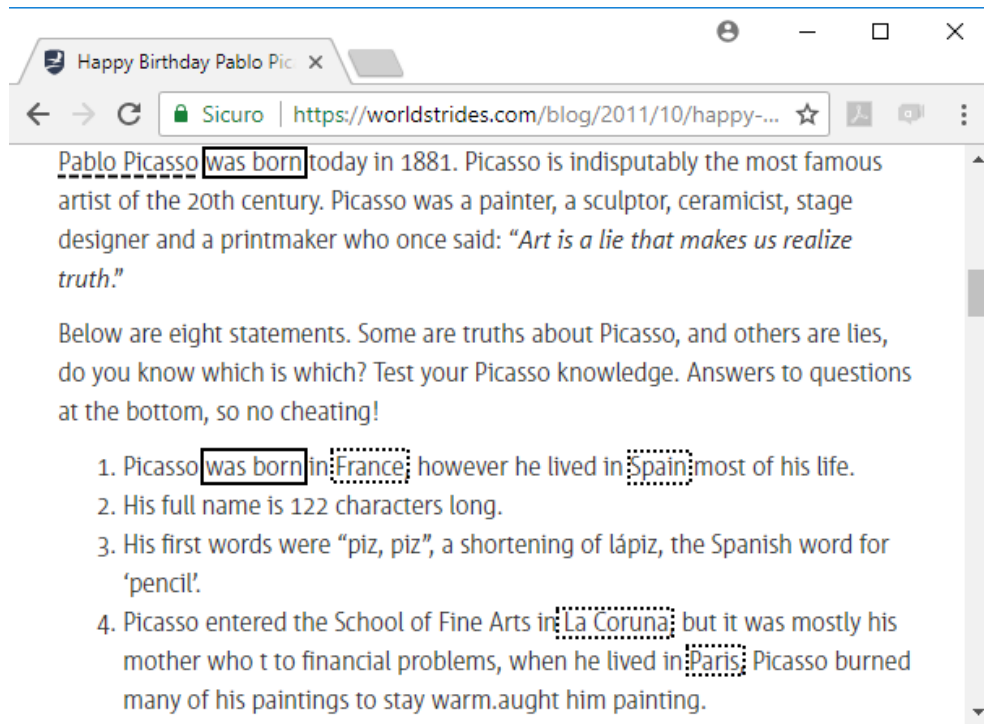 Happy Birthday Pablo Pic
Sicuro | https://worldstrides.com/blog/2011/10/happy-...
Pablo Picasso was born today in 1881. Picasso is indisputably the most famous
artist of the 20th century. Picasso was a painter, a sculptor, ceramicist, stage
designer and a printmaker who once said: “Art is a lie that makes us realize
truth.”
Below are eight statements. Some are truths about Picasso, and others are lies,
do you know which is which? Test your Picasso knowledge. Answers to questions
at the bottom, so no cheating!
1. Picasso was born in France, however he lived in Spain most of his life.
2. His full name is 122 characters long.
3. His first words were “piz, piz”, a shortening of lápiz, the Spanish word for
‘pencil’.
4. Picasso entered the School of Fine Arts in La Coruna, but it was mostly his
mother who t to financial problems, when he lived in Paris, Picasso burned
many of his paintings to stay warm.aught him painting.